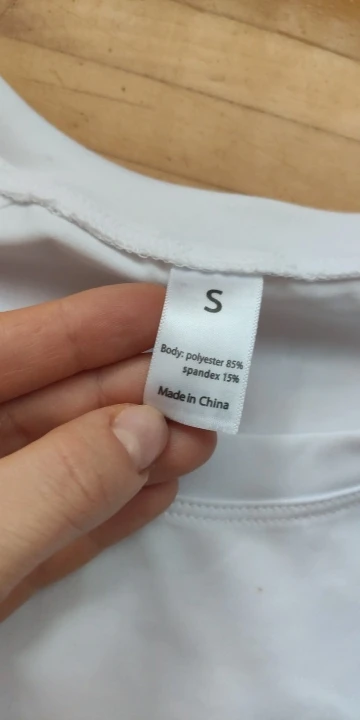 S
Body: polyester 85%
spandex 15%
Made in China